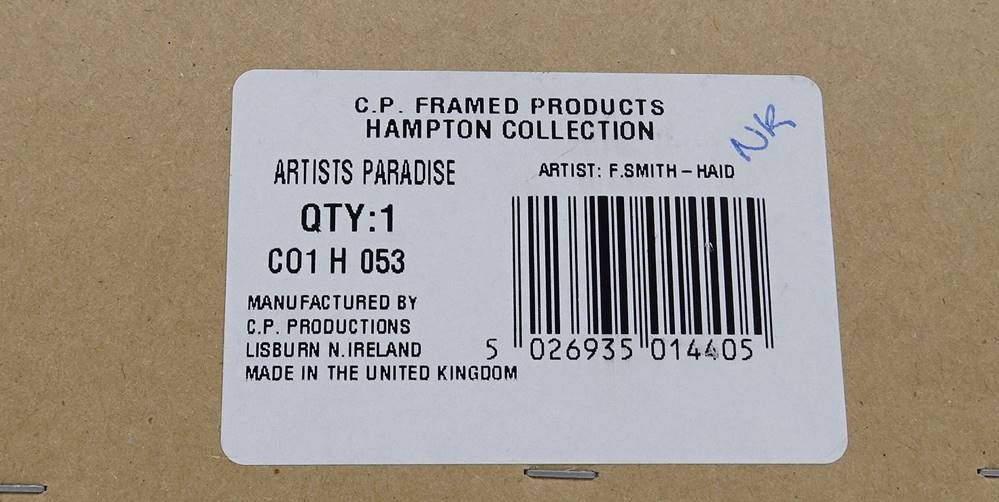 C.P. FRAMED PRODUCTS
HAMPTON COLLECTION
NR
ARTISTS PARADISE
ARTIST: F.SMITH – HAID
QTY:1
C01 H 053
MANUFACTURED BY
C.P. PRODUCTIONS
LISBURN N.IRELAND
MADE IN THE UNITED KINGDOM
5 026935 014405